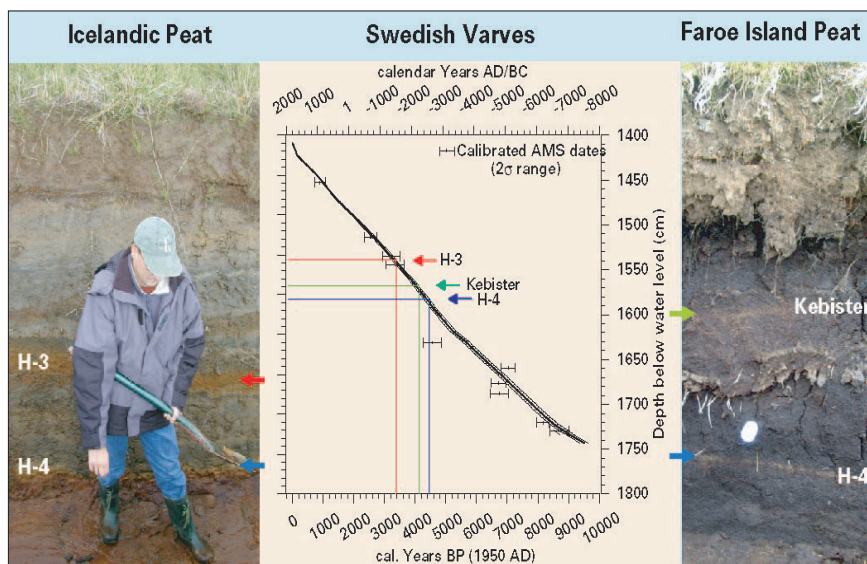 Icelandic Peat
Swedish Varves
Faroe Island Peat
calendar Years AD/BC
2000 1000 1 -1000 -2000 -3000 -4000 -5000 -6000 -7000 -8000
Calibrated AMS dates
(2σ range)
H-3
Kebister
H-4
1400
1450
1500
1550
1600
1650
1700
1750
1800
Depth below water level (cm)
0 1000 2000 3000 4000 5000 6000 7000 8000 9000 10000
cal. Years BP (1950 AD)
H-3
H-4
Kebister
H-4